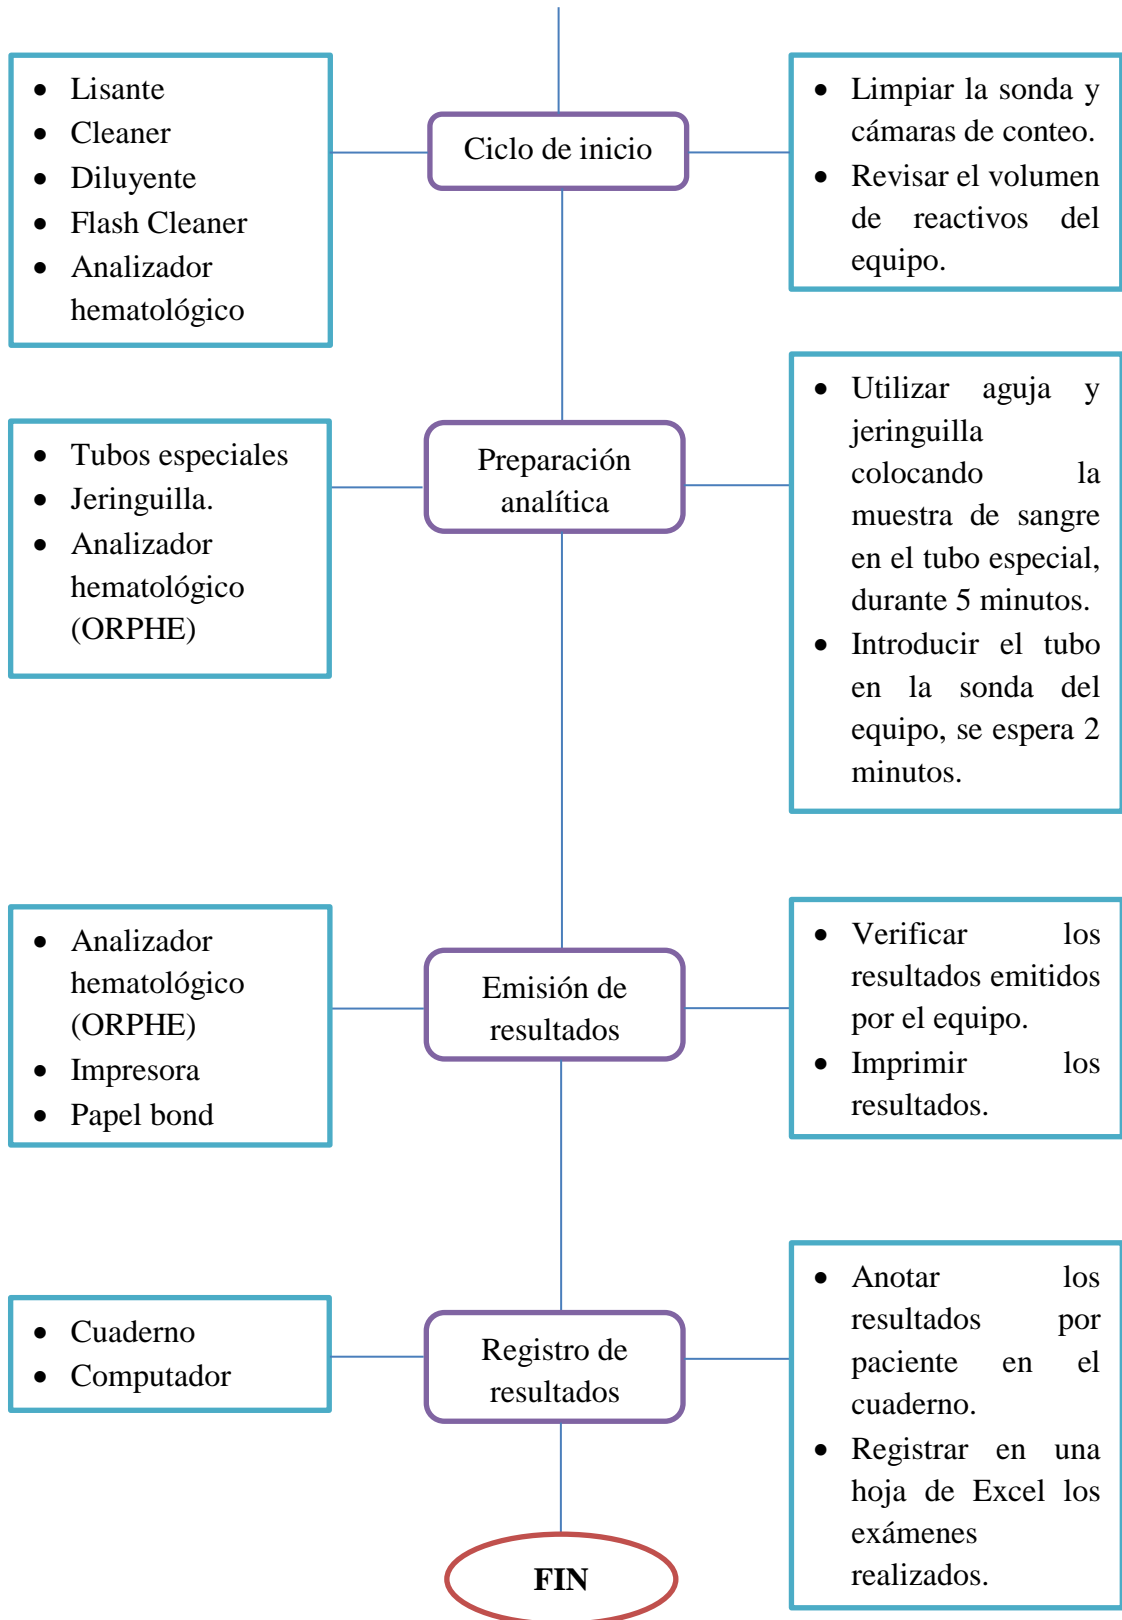 • Lisante
• Cleaner
• Diluyente
• Flash Cleaner
• Analizador
hematológico
Ciclo de inicio
• Limpiar la sonda y
cámaras de conteo.
• Revisar el volumen
de reactivos del
equipo.
• Tubos especiales
• Jeringuilla.
• Analizador
hematológico
(ORPHE)
Preparación
analítica
• Utilizar aguja y
jeringuilla
colocando la
muestra de sangre
en el tubo especial,
durante 5 minutos.
• Introducir el tubo
en la sonda del
equipo, se espera 2
minutos.
• Analizador
hematológico
(ORPHE)
• Impresora
• Papel bond
Emisión de
resultados
• Verificar los
resultados emitidos
por el equipo.
• Imprimir los
resultados.
• Cuaderno
• Computador
Registro de
resultados
• Anotar los
resultados por
paciente en el
cuaderno.
• Registrar en una
hoja de Excel los
exámenes
realizados.
FIN